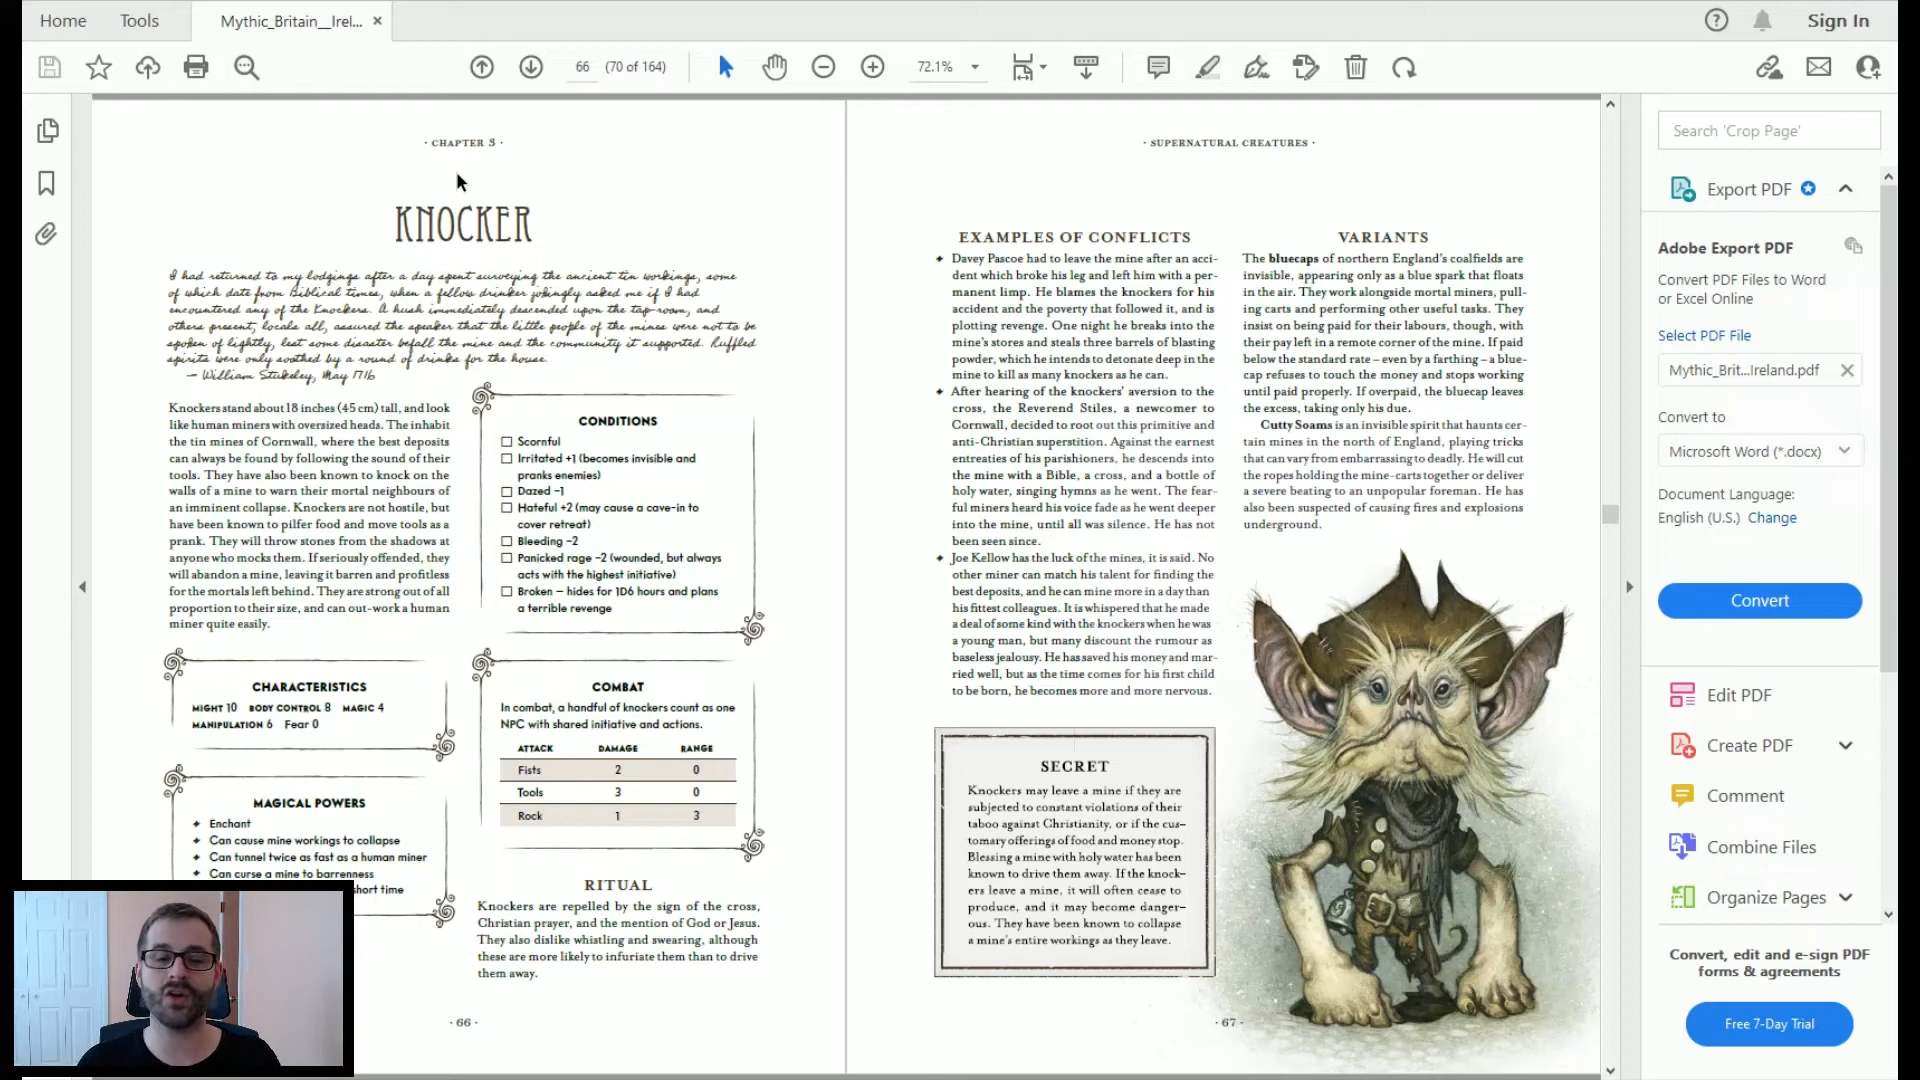 Home
Tools
Mythic_Britain__Irel...
Sign In
66
(70 of 164)
72.1%
· CHAPTER 3 ·
KNOCKER
I had returned to my lodgings after a day spent surveying the ancient tin workings, some
of which date from Biblical times, when a fellow drinker jokingly asked me if I had
encountered any of the Knockers. A hush immediately descended upon the tap-room, and
others present, locals all, assured the speaker that the little people of the mines were not to be
spoken of lightly, lest some disaster befall the mine and the community it supported. Ruffled
spirits were only soothed by a round of drinks for the house.
— William Stukeley, May 1716
Knockers stand about 18 inches (45 cm) tall, and look
like human miners with oversized heads. The inhabit
the tin mines of Cornwall, where the best deposits
can always be found by following the sound of their
tools. They have also been known to knock on the
walls of a mine to warn their mortal neighbours of
an imminent collapse. Knockers are not hostile, but
have been known to pilfer food and move tools as a
prank. They will throw stones from the shadows at
anyone who mocks them. If seriously offended, they
will abandon a mine, leaving it barren and profitless
for the mortals left behind. They are strong out of all
proportion to their size, and can out-work a human
miner quite easily.
CHARACTERISTICS
MIGHT 10 BODY CONTROL 8 MAGIC 4
MANIPULATION 6 Fear 0
MAGICAL POWERS
Enchant
Can cause mine workings to collapse
Can tunnel twice as fast as a human miner
Can curse a mine to barrenness
short time
CONDITIONS
Scornful
Irritated +1 (becomes invisible and
pranks enemies)
Dazed −1
Hateful +2 (may cause a cave-in to
cover retreat)
Bleeding −2
Panicked rage −2 (wounded, but always
acts with the highest initiative)
Broken – hides for 1D6 hours and plans
a terrible revenge
COMBAT
In combat, a handful of knockers count as one
NPC with shared initiative and actions.
ATTACK DAMAGE RANGE
Fists 2 0
Tools 3 0
Rock 1 3
RITUAL
Knockers are repelled by the sign of the cross,
Christian prayer, and the mention of God or Jesus.
They also dislike whistling and swearing, although
these are more likely to infuriate them than to drive
them away.
· 66 ·
· SUPERNATURAL CREATURES ·
EXAMPLES OF CONFLICTS
Davey Pascoe had to leave the mine after an acci-
dent which broke his leg and left him with a per-
manent limp. He blames the knockers for his
accident and the poverty that followed it, and is
plotting revenge. One night he breaks into the
mine's stores and steals three barrels of blasting
powder, which he intends to detonate deep in the
mine to kill as many knockers as he can.
After hearing of the knockers' aversion to the
cross, the Reverend Stiles, a newcomer to
Cornwall, decided to root out this primitive and
anti-Christian superstition. Against the earnest
entreaties of his parishioners, he descends into
the mine with a Bible, a cross, and a bottle of
holy water, singing hymns as he went. The fear-
ful miners heard his voice fade as he went deeper
into the mine, until all was silence. He has not
been seen since.
Joe Kellow has the luck of the mines, it is said. No
other miner can match his talent for finding the
best deposits, and he can mine more in a day than
his fittest colleagues. It is whispered that he made
a deal of some kind with the knockers when he was
a young man, but many discount the rumour as
baseless jealousy. He has saved his money and mar-
ried well, but as the time comes for his first child
to be born, he becomes more and more nervous.
SECRET
Knockers may leave a mine if they are
subjected to constant violations of their
taboo against Christianity, or if the cus-
tomary offerings of food and money stop.
Blessing a mine with holy water has been
known to drive them away. If the knock-
ers leave a mine, it will often cease to
produce, and it may become danger-
ous. They have been known to collapse
a mine's entire workings as they leave.
VARIANTS
The bluecaps of northern England's coalfields are
invisible, appearing only as a blue spark that floats
in the air. They work alongside mortal miners, pull-
ing carts and performing other useful tasks. They
insist on being paid for their labours, though, with
their pay left in a remote corner of the mine. If paid
below the standard rate – even by a farthing – a blue-
cap refuses to touch the money and stops working
until paid properly. If overpaid, the bluecap leaves
the excess, taking only his due.
Cutty Soams is an invisible spirit that haunts cer-
tain mines in the north of England, playing tricks
that can vary from embarrassing to deadly. He will cut
the ropes holding the mine-carts together or deliver
a severe beating to an unpopular foreman. He has
also been suspected of causing fires and explosions
underground.
· 67 ·
Search 'Crop Page'
Export PDF
Adobe Export PDF
Convert PDF Files to Word
or Excel Online
Select PDF File
Mythic_Brit...Ireland.pdf
Convert to
Microsoft Word (*.docx)
Document Language:
English (U.S.) Change
Convert
Edit PDF
Create PDF
Comment
Combine Files
Organize Pages
Convert, edit and e-sign PDF
forms & agreements
Free 7-Day Trial